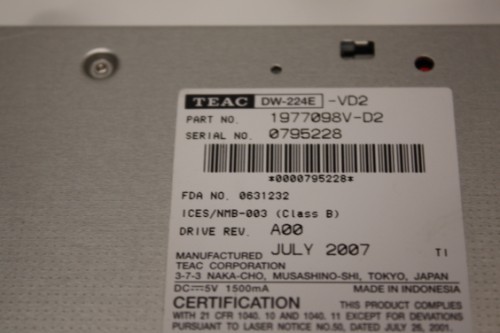 TEAC DW-224E -VD2
PART NO. 1977098V-D2
SERIAL NO. 0795228
*0000795228*
FDA NO. 0631232
ICES/NMB-003 (Class B)
DRIVE REV. A00
MANUFACTURED JULY 2007 T1
TEAC CORPORATION
3-7-3 NAKA-CHO, MUSASHINO-SHI, TOKYO, JAPAN
DC⎓5V 1500mA MADE IN INDONESIA
CERTIFICATION THIS PRODUCT COMPLIES
WITH 21 CFR 1040. 10 AND 1040. 11 EXCEPT FOR DEVIATIONS
PURSUANT TO LASER NOTICE NO.50, DATED JULY 26, 2001.